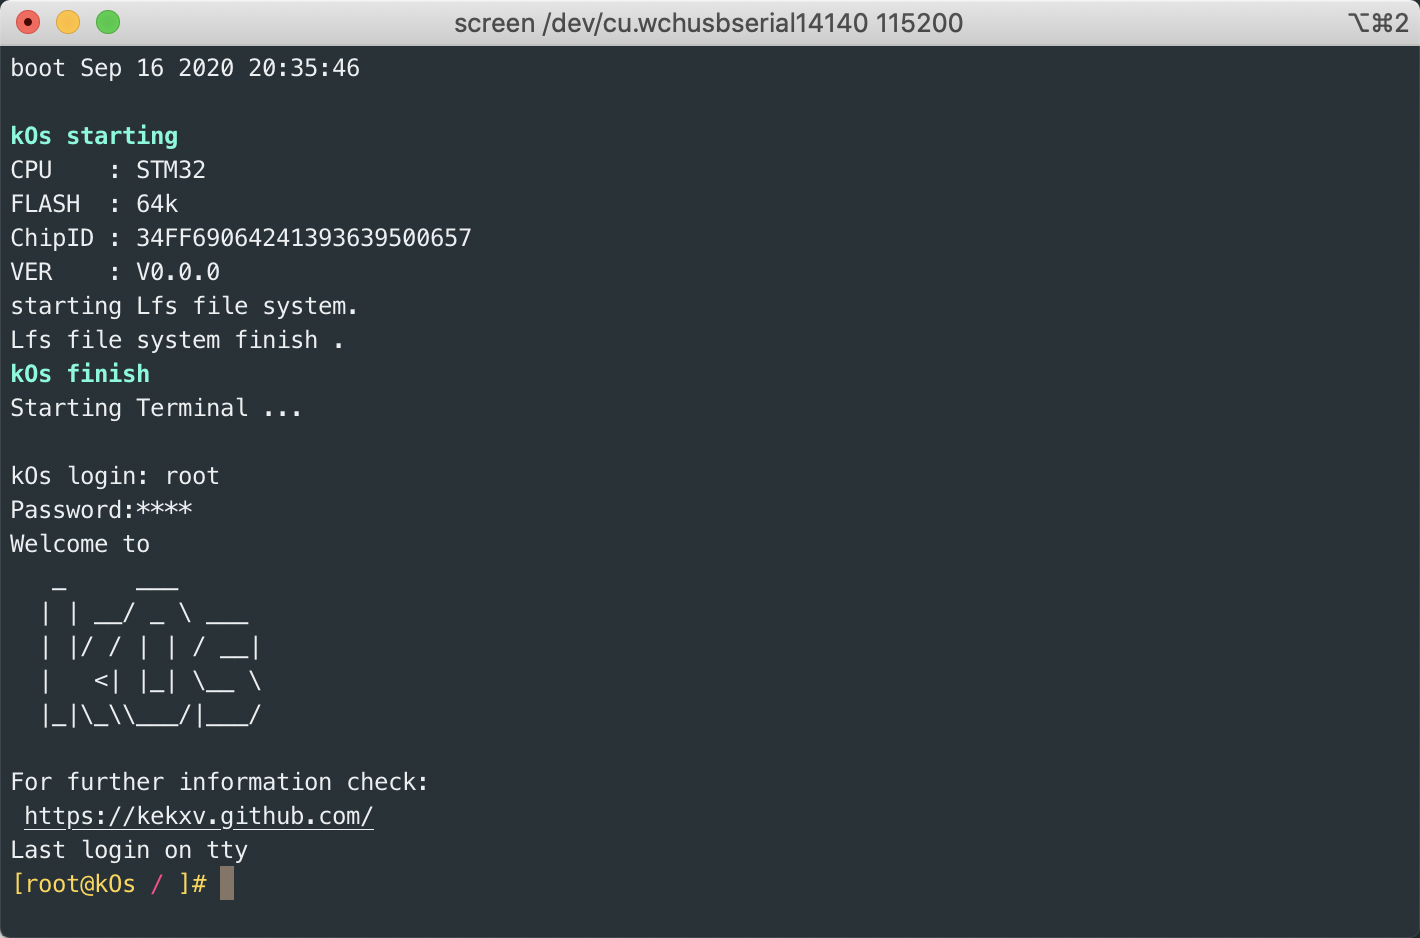 screen /dev/cu.wchusbserial14140 115200 ⌥⌘2
boot Sep 16 2020 20:35:46
kOs starting
CPU    : STM32
FLASH  : 64k
ChipID : 34FF69064241393639500657
VER    : V0.0.0
starting Lfs file system.
Lfs file system finish .
kOs finish
Starting Terminal ...
kOs login: root
Password:****
Welcome to
   _     ___
  | | __/ _ \ ___
  | |/ / | | / __|
  |   <| |_| \__ \
  |_|\_\\___/|___/
For further information check:
 https://kekxv.github.com/
Last login on tty
[root@kOs / ]#